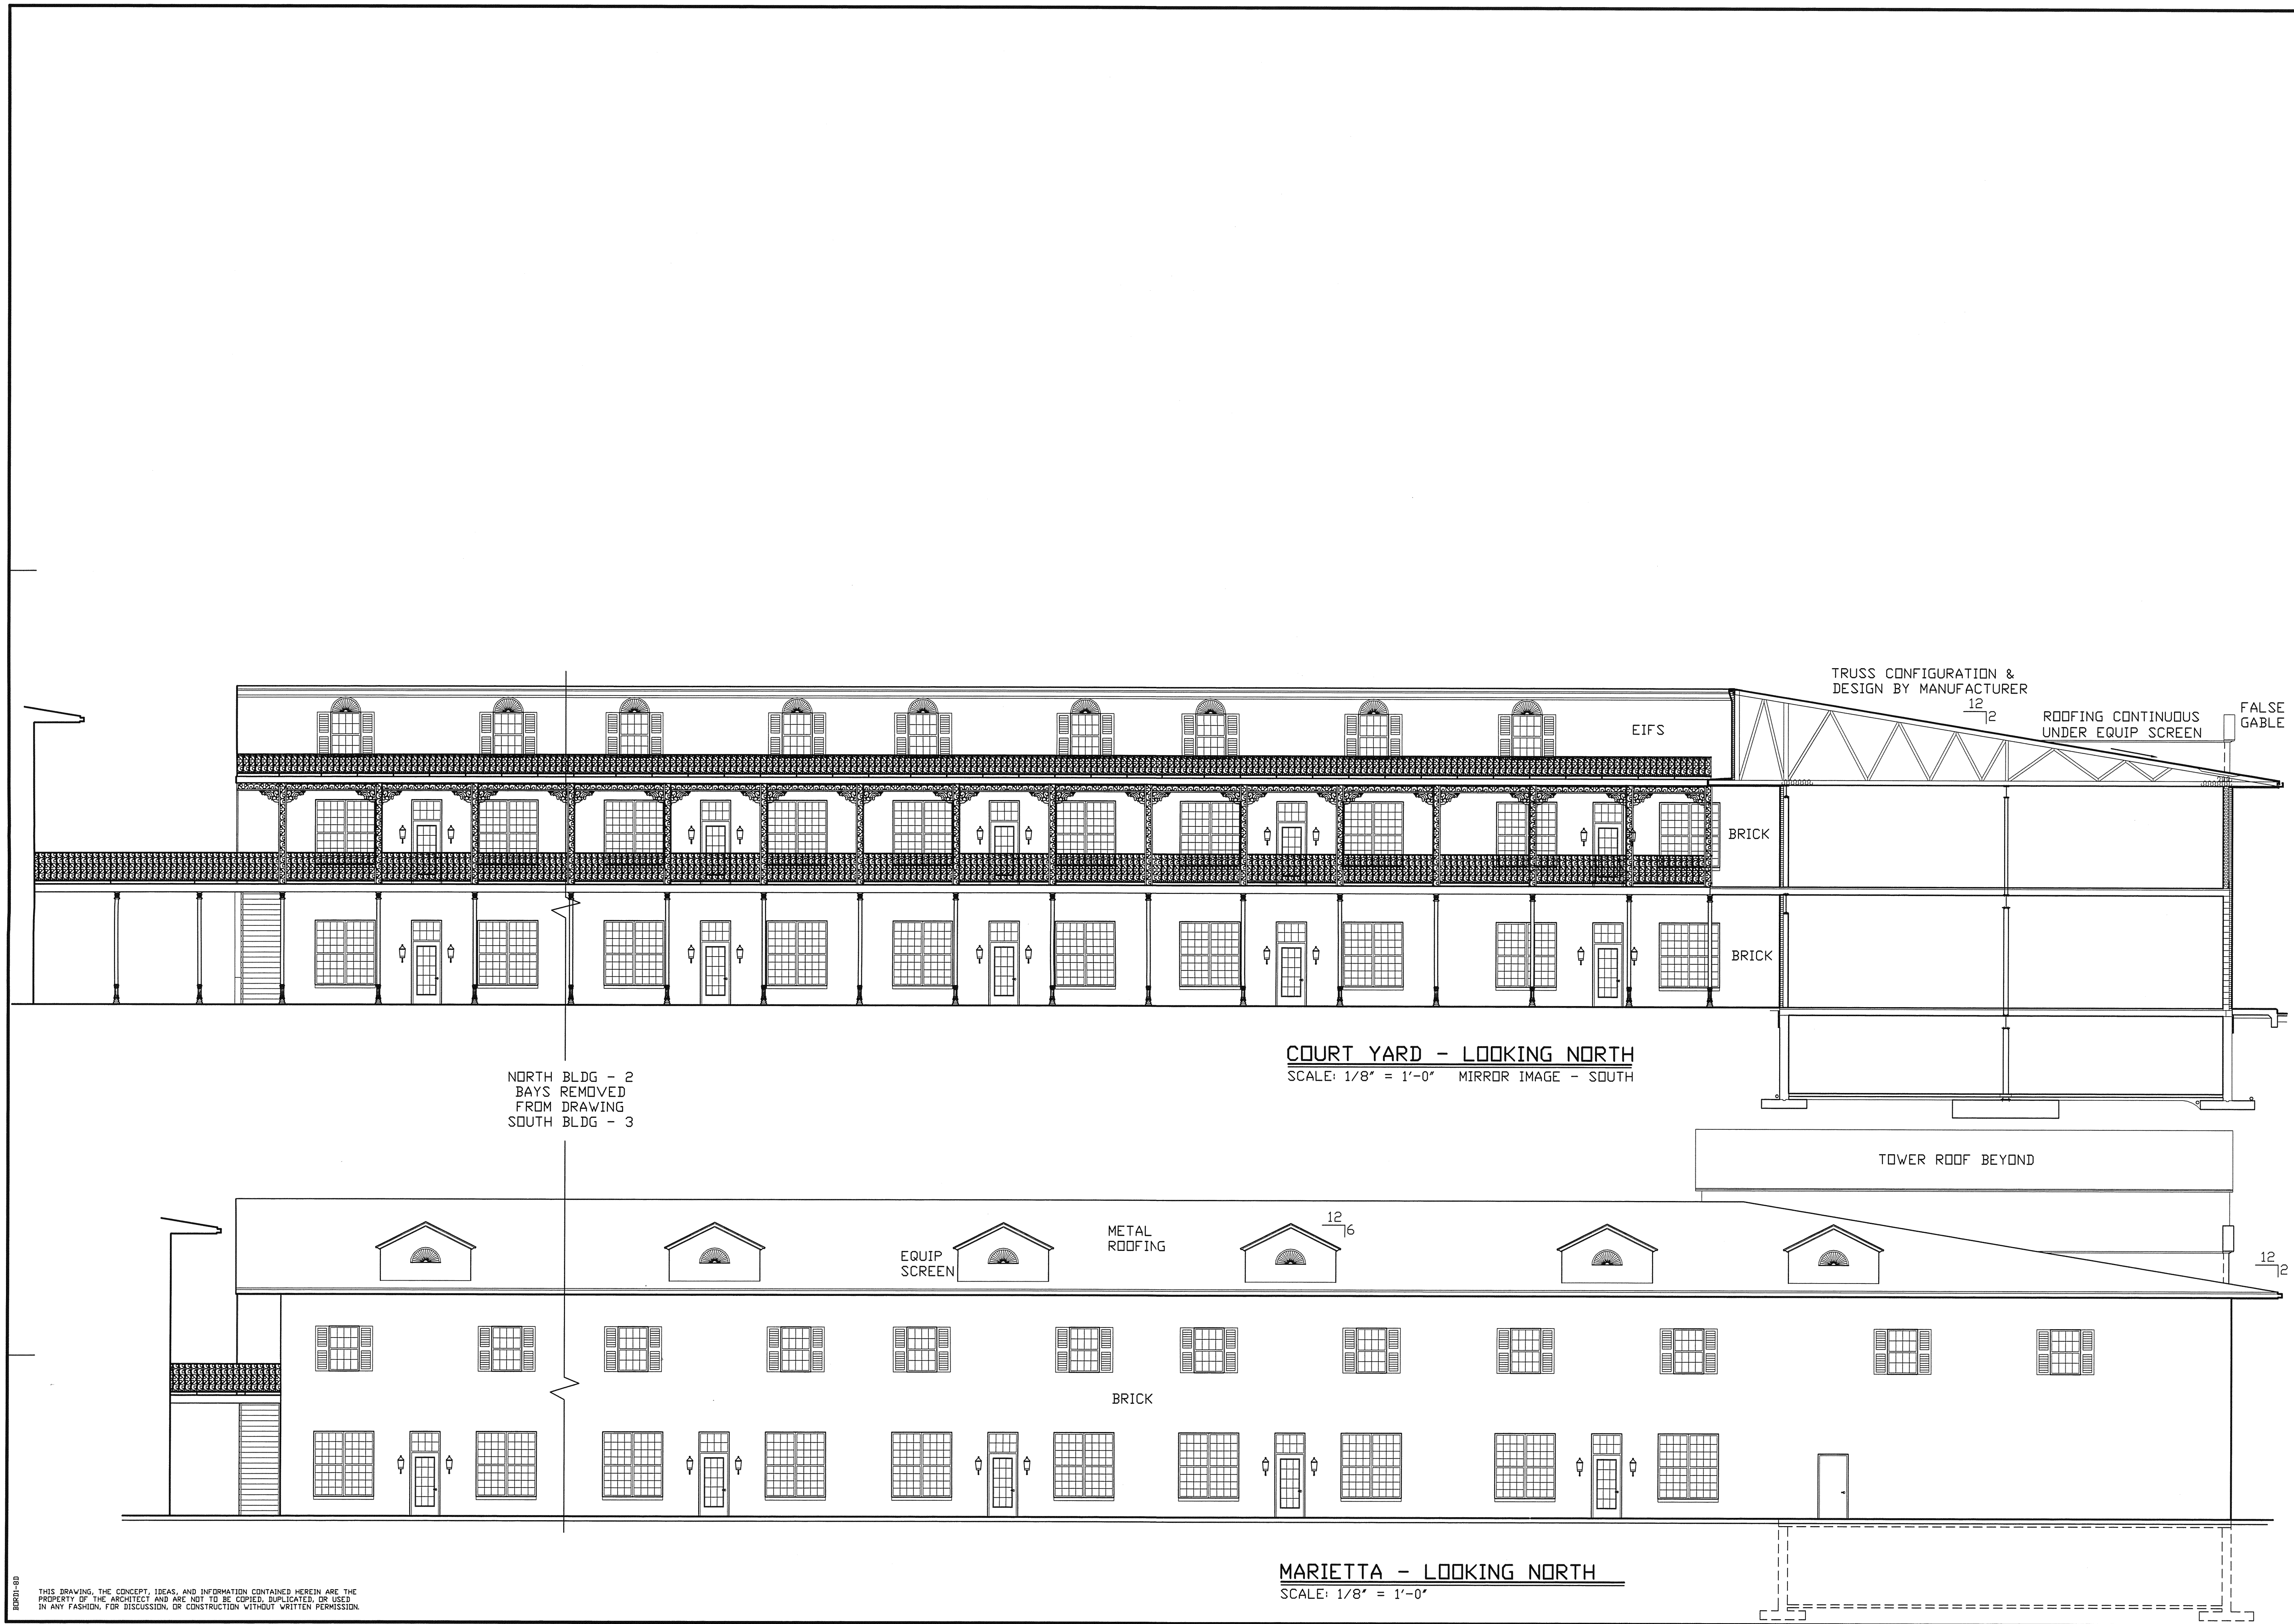 TRUSS CONFIGURATION &
DESIGN BY MANUFACTURER
12
2
ROOFING CONTINUOUS
UNDER EQUIP SCREEN
FALSE
GABLE
EIFS
BRICK
BRICK
COURT YARD - LOOKING NORTH
SCALE: 1/8" = 1'-0" MIRROR IMAGE - SOUTH
NORTH BLDG - 2
BAYS REMOVED
FROM DRAWING
SOUTH BLDG - 3
TOWER ROOF BEYOND
METAL
ROOFING
12
6
EQUIP
SCREEN
12
2
BRICK
MARIETTA - LOOKING NORTH
SCALE: 1/8" = 1'-0"
BORD1-8D
THIS DRAWING, THE CONCEPT, IDEAS, AND INFORMATION CONTAINED HEREIN ARE THE
PROPERTY OF THE ARCHITECT AND ARE NOT TO BE COPIED, DUPLICATED, OR USED
IN ANY FASHION, FOR DISCUSSION, OR CONSTRUCTION WITHOUT WRITTEN PERMISSION.